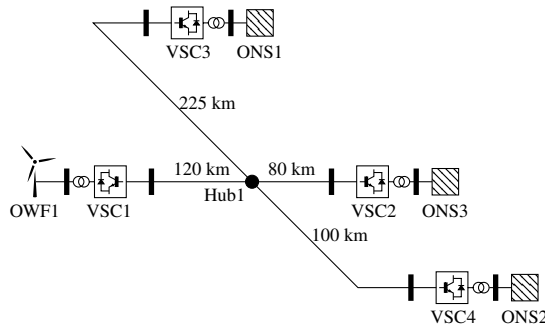 VSC3
ONS1
225 km
120 km
80 km
Hub1
OWF1
VSC1
VSC2
ONS3
100 km
VSC4
ONS2